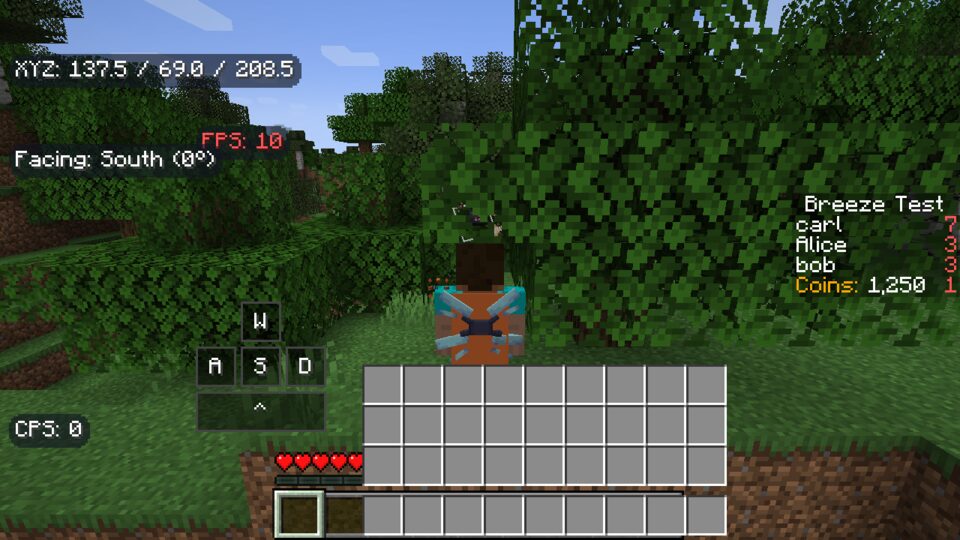 XYZ: 137.5 / 69.0 / 208.5
FPS: 10
Facing: South (0°)
Breeze Test
carl 7
Alice 3
bob 3
Coins: 1,250 1
W
A S D
^
CPS: 0